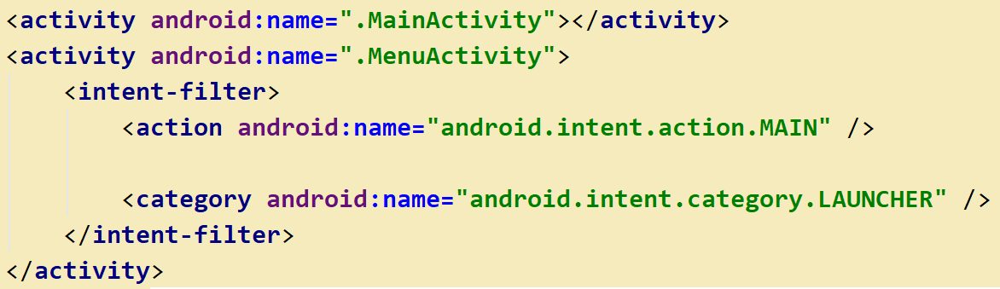 <activity android:name=".MainActivity"></activity>
<activity android:name=".MenuActivity">
    <intent-filter>
        <action android:name="android.intent.action.MAIN" />

        <category android:name="android.intent.category.LAUNCHER" />
    </intent-filter>
</activity>